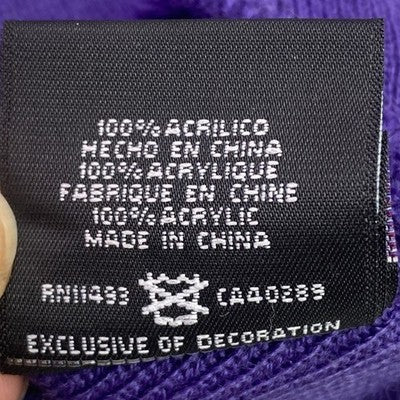 100% ACRILICO
HECHO EN CHINA
100% ACRYLIQUE
FABRIQUE EN CHINE
100% ACRYLIC
MADE IN CHINA
RN11493 CA40289
EXCLUSIVE OF DECORATION